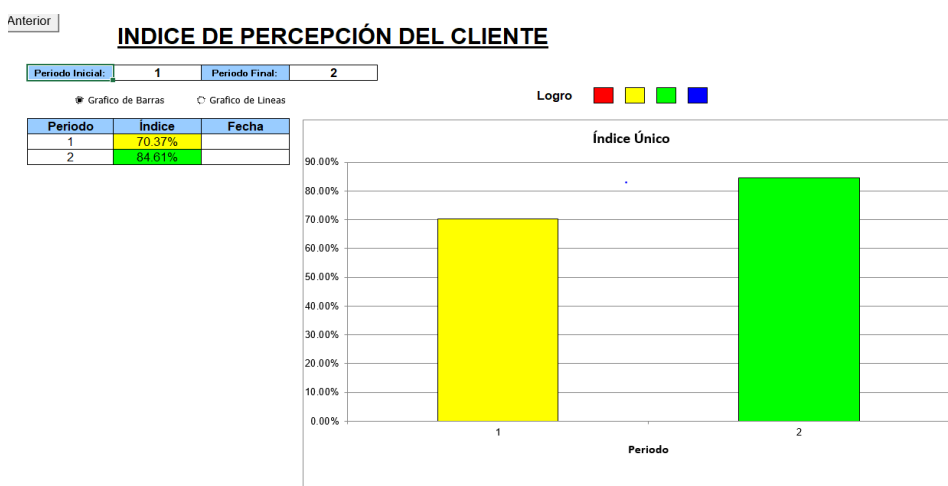 Anterior
INDICE DE PERCEPCIÓN DEL CLIENTE
Periodo Inicial: 1 Periodo Final: 2
Grafico de Barras Grafico de Lineas
Logro
Periodo Índice Fecha
1 70.37%
2 84.61%
Índice Único
90.00%
80.00%
70.00%
60.00%
50.00%
40.00%
30.00%
20.00%
10.00%
0.00%
1 2
Periodo